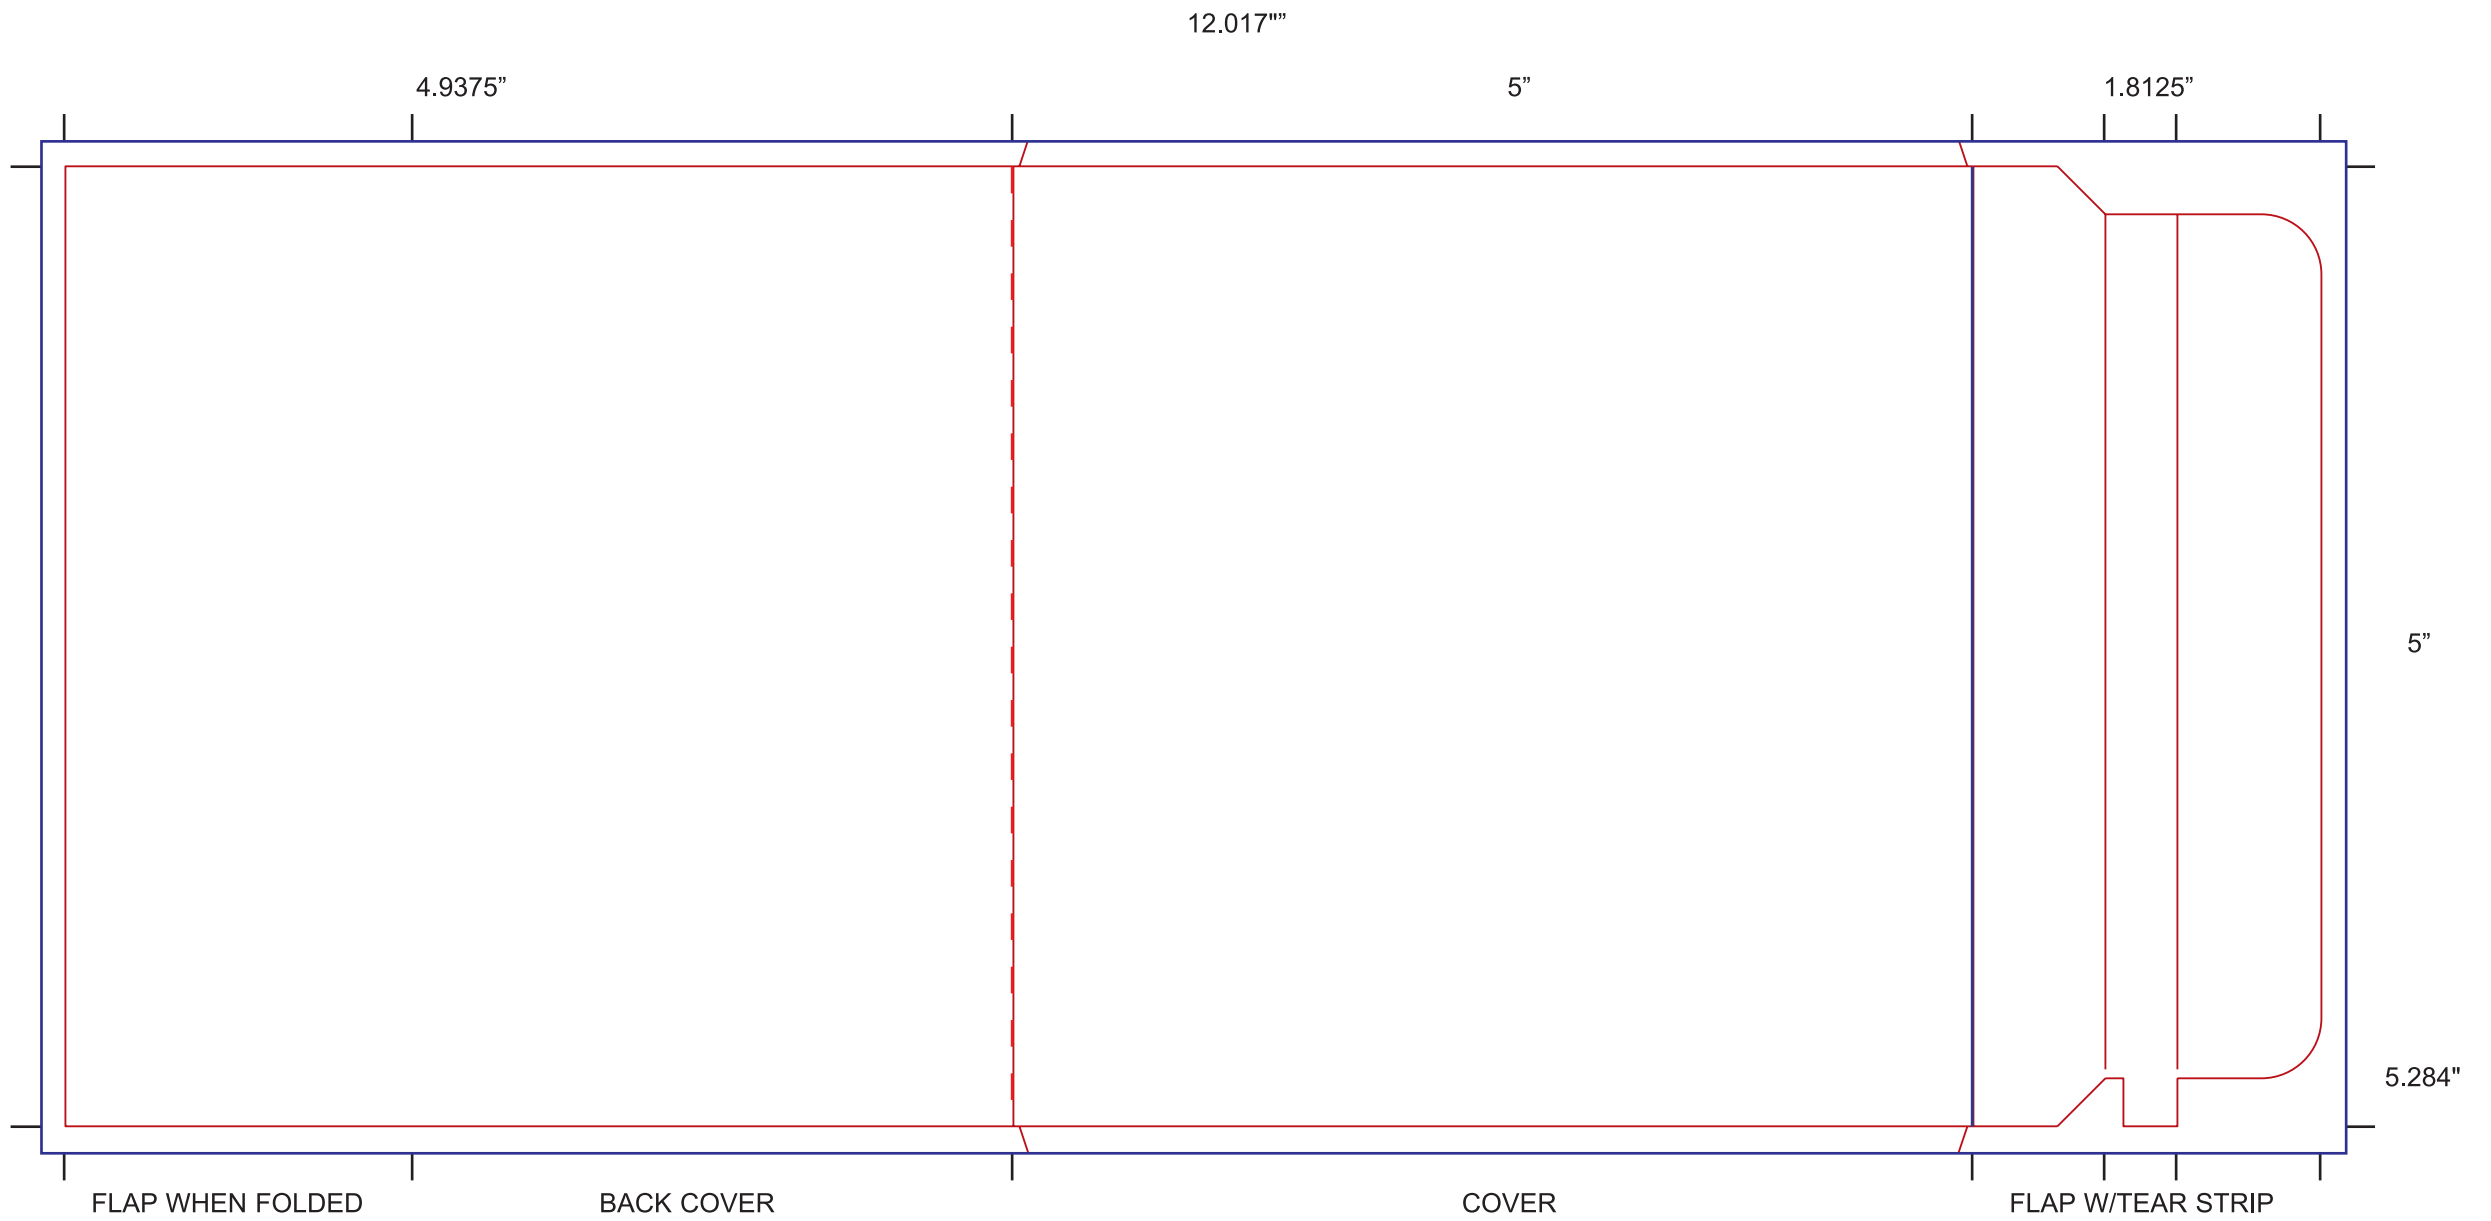 12.017"”
4.9375”
5”
1.8125”
5”
5.284"
FLAP WHEN FOLDED
BACK COVER
COVER
FLAP W/TEAR STRIP